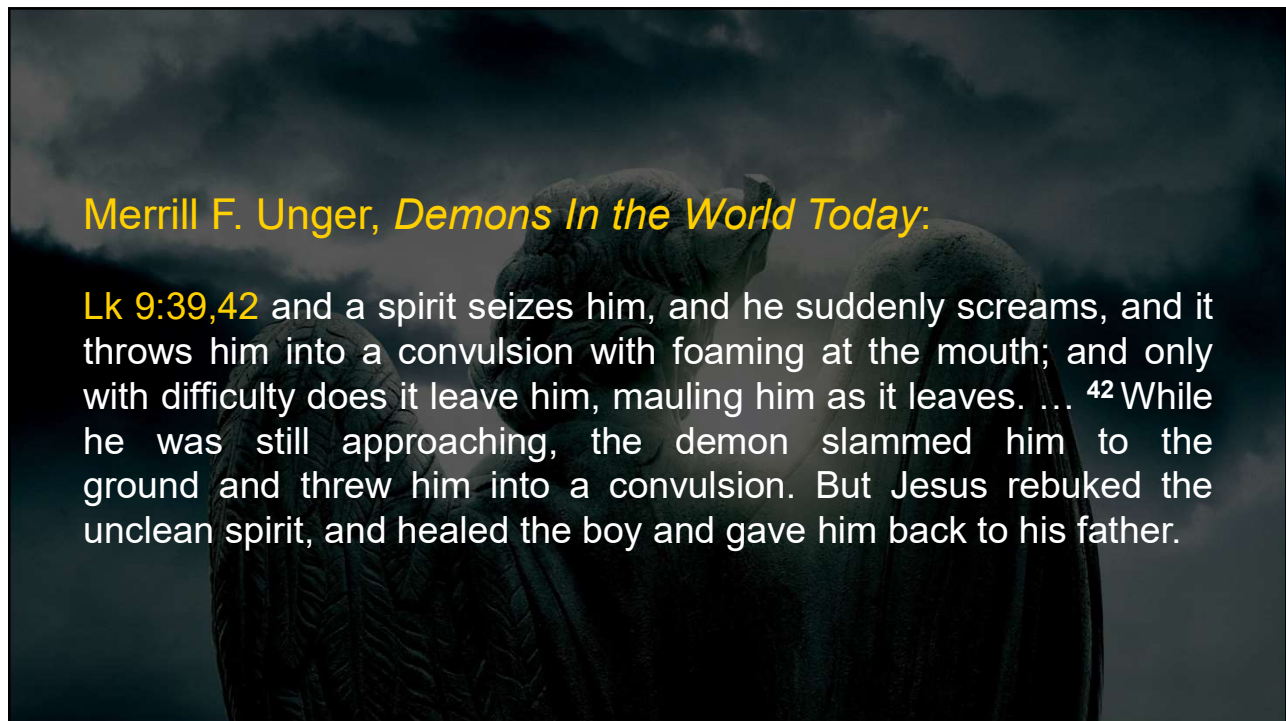 Merrill F. Unger, Demons In the World Today:
Lk 9:39,42 and a spirit seizes him, and he suddenly screams, and it
throws him into a convulsion with foaming at the mouth; and only
with difficulty does it leave him, mauling him as it leaves. … 42 While
he was still approaching, the demon slammed him to the
ground and threw him into a convulsion. But Jesus rebuked the
unclean spirit, and healed the boy and gave him back to his father.